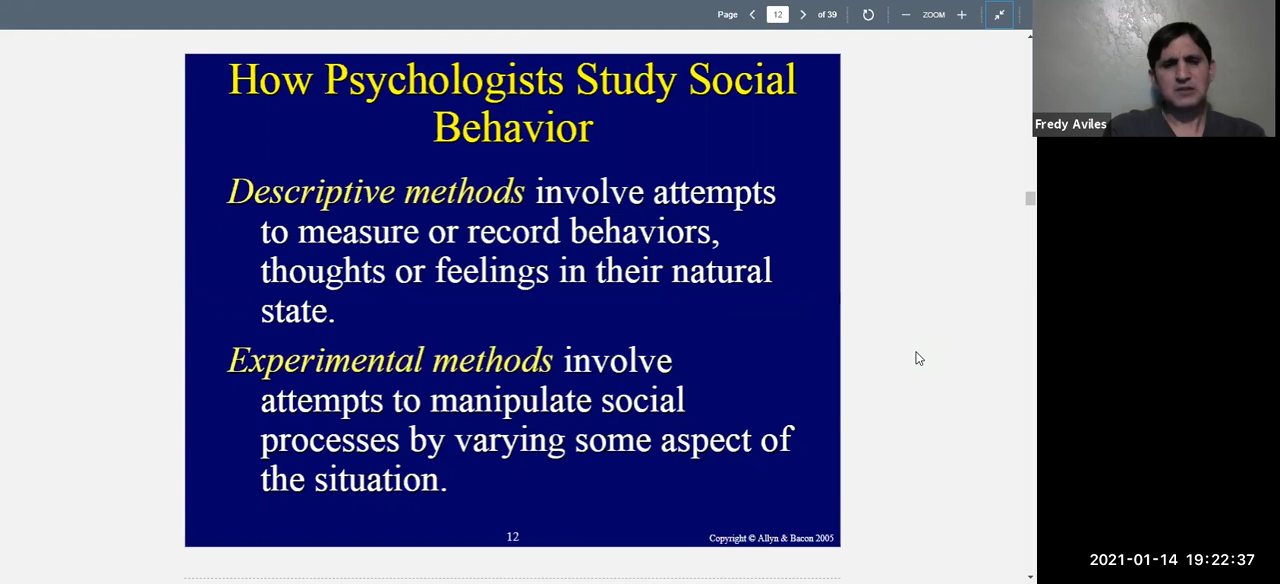 Page 12 of 39 ZOOM
How Psychologists Study Social
Behavior
Descriptive methods involve attempts
to measure or record behaviors,
thoughts or feelings in their natural
state.
Experimental methods involve
attempts to manipulate social
processes by varying some aspect of
the situation.
12
Copyright © Allyn & Bacon 2005
Fredy Aviles
2021-01-14 19:22:37